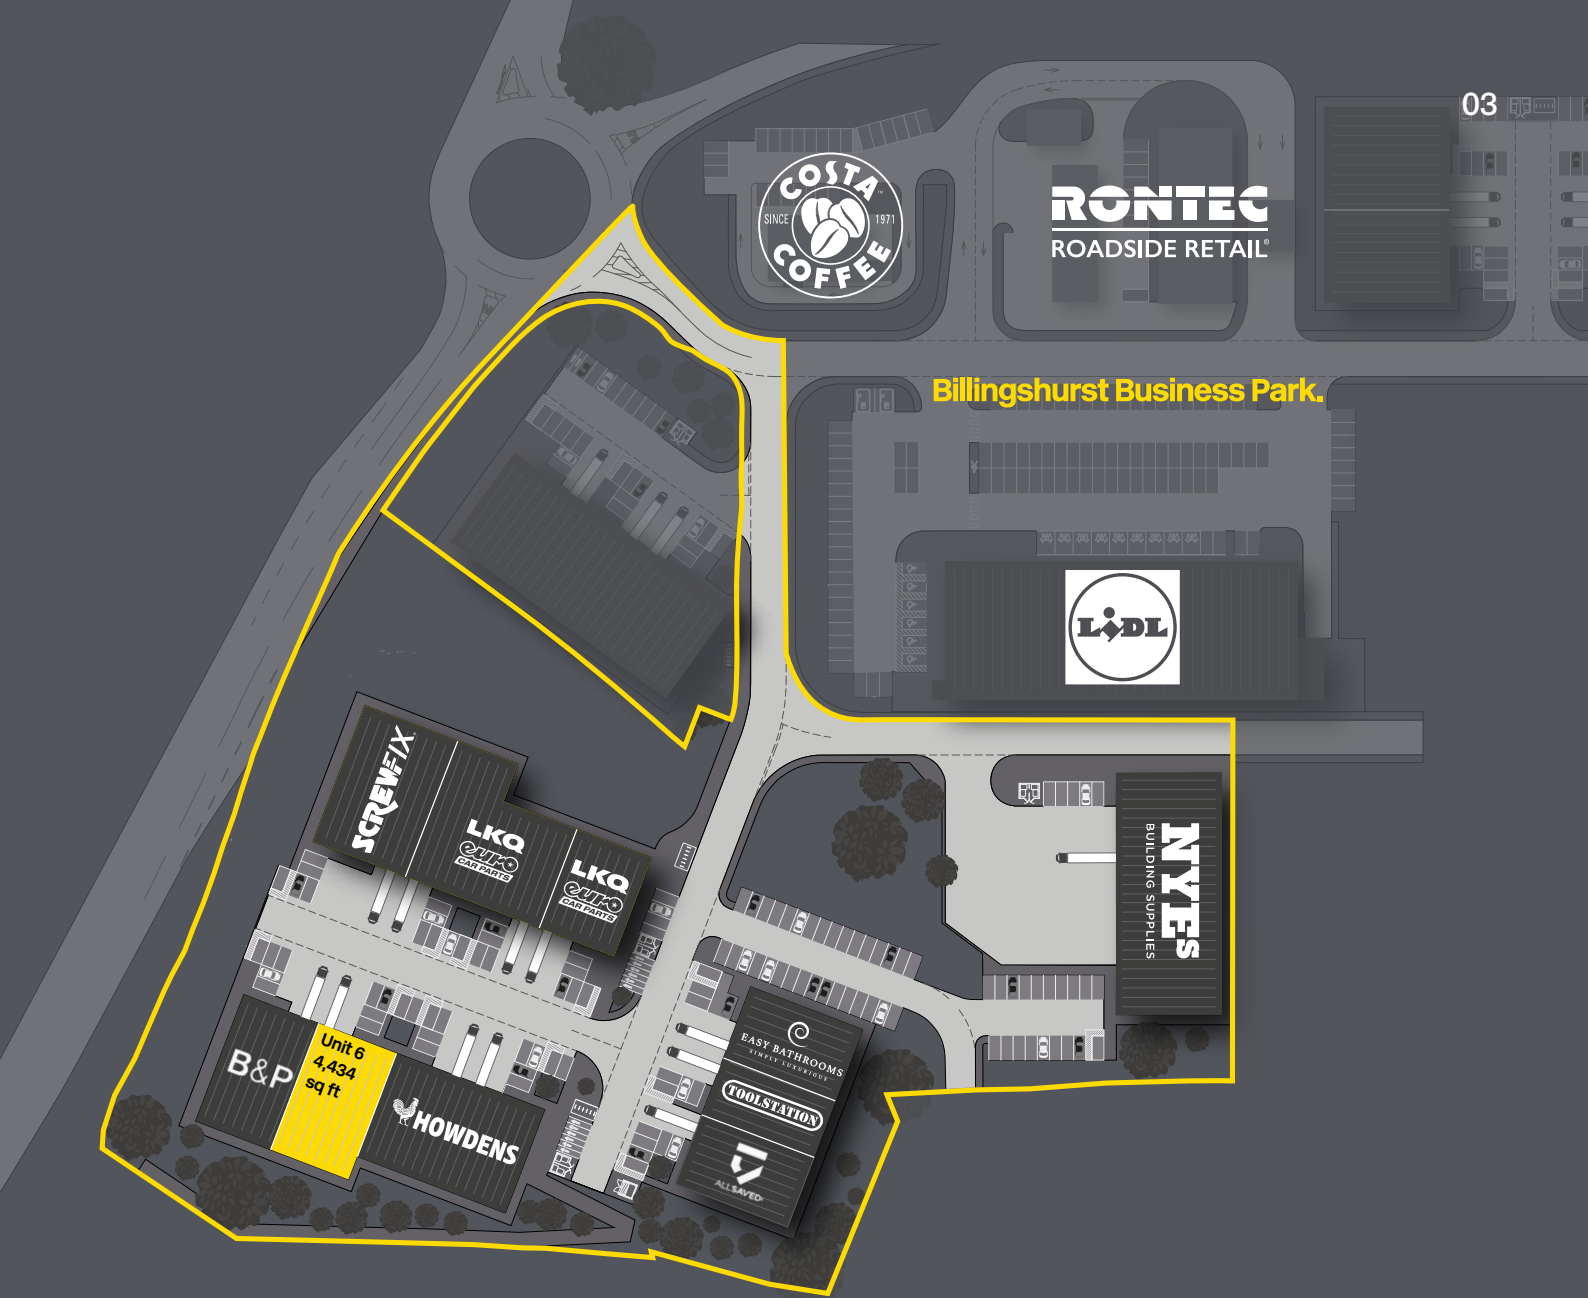 03
COSTA
SINCE 1971
COFFEE
RONTEC
ROADSIDE RETAIL®
Billingshurst Business Park.
LIDL
SCREWFIX
LKQ
euro
CAR PARTS
LKQ
euro
CAR PARTS
NYES
BUILDING SUPPLIES
EASY BATHROOMS
SIMPLY LUXURIOUS
TOOLSTATION
ALLSAVED
Unit 6
4,434
sq ft
B&P
HOWDENS